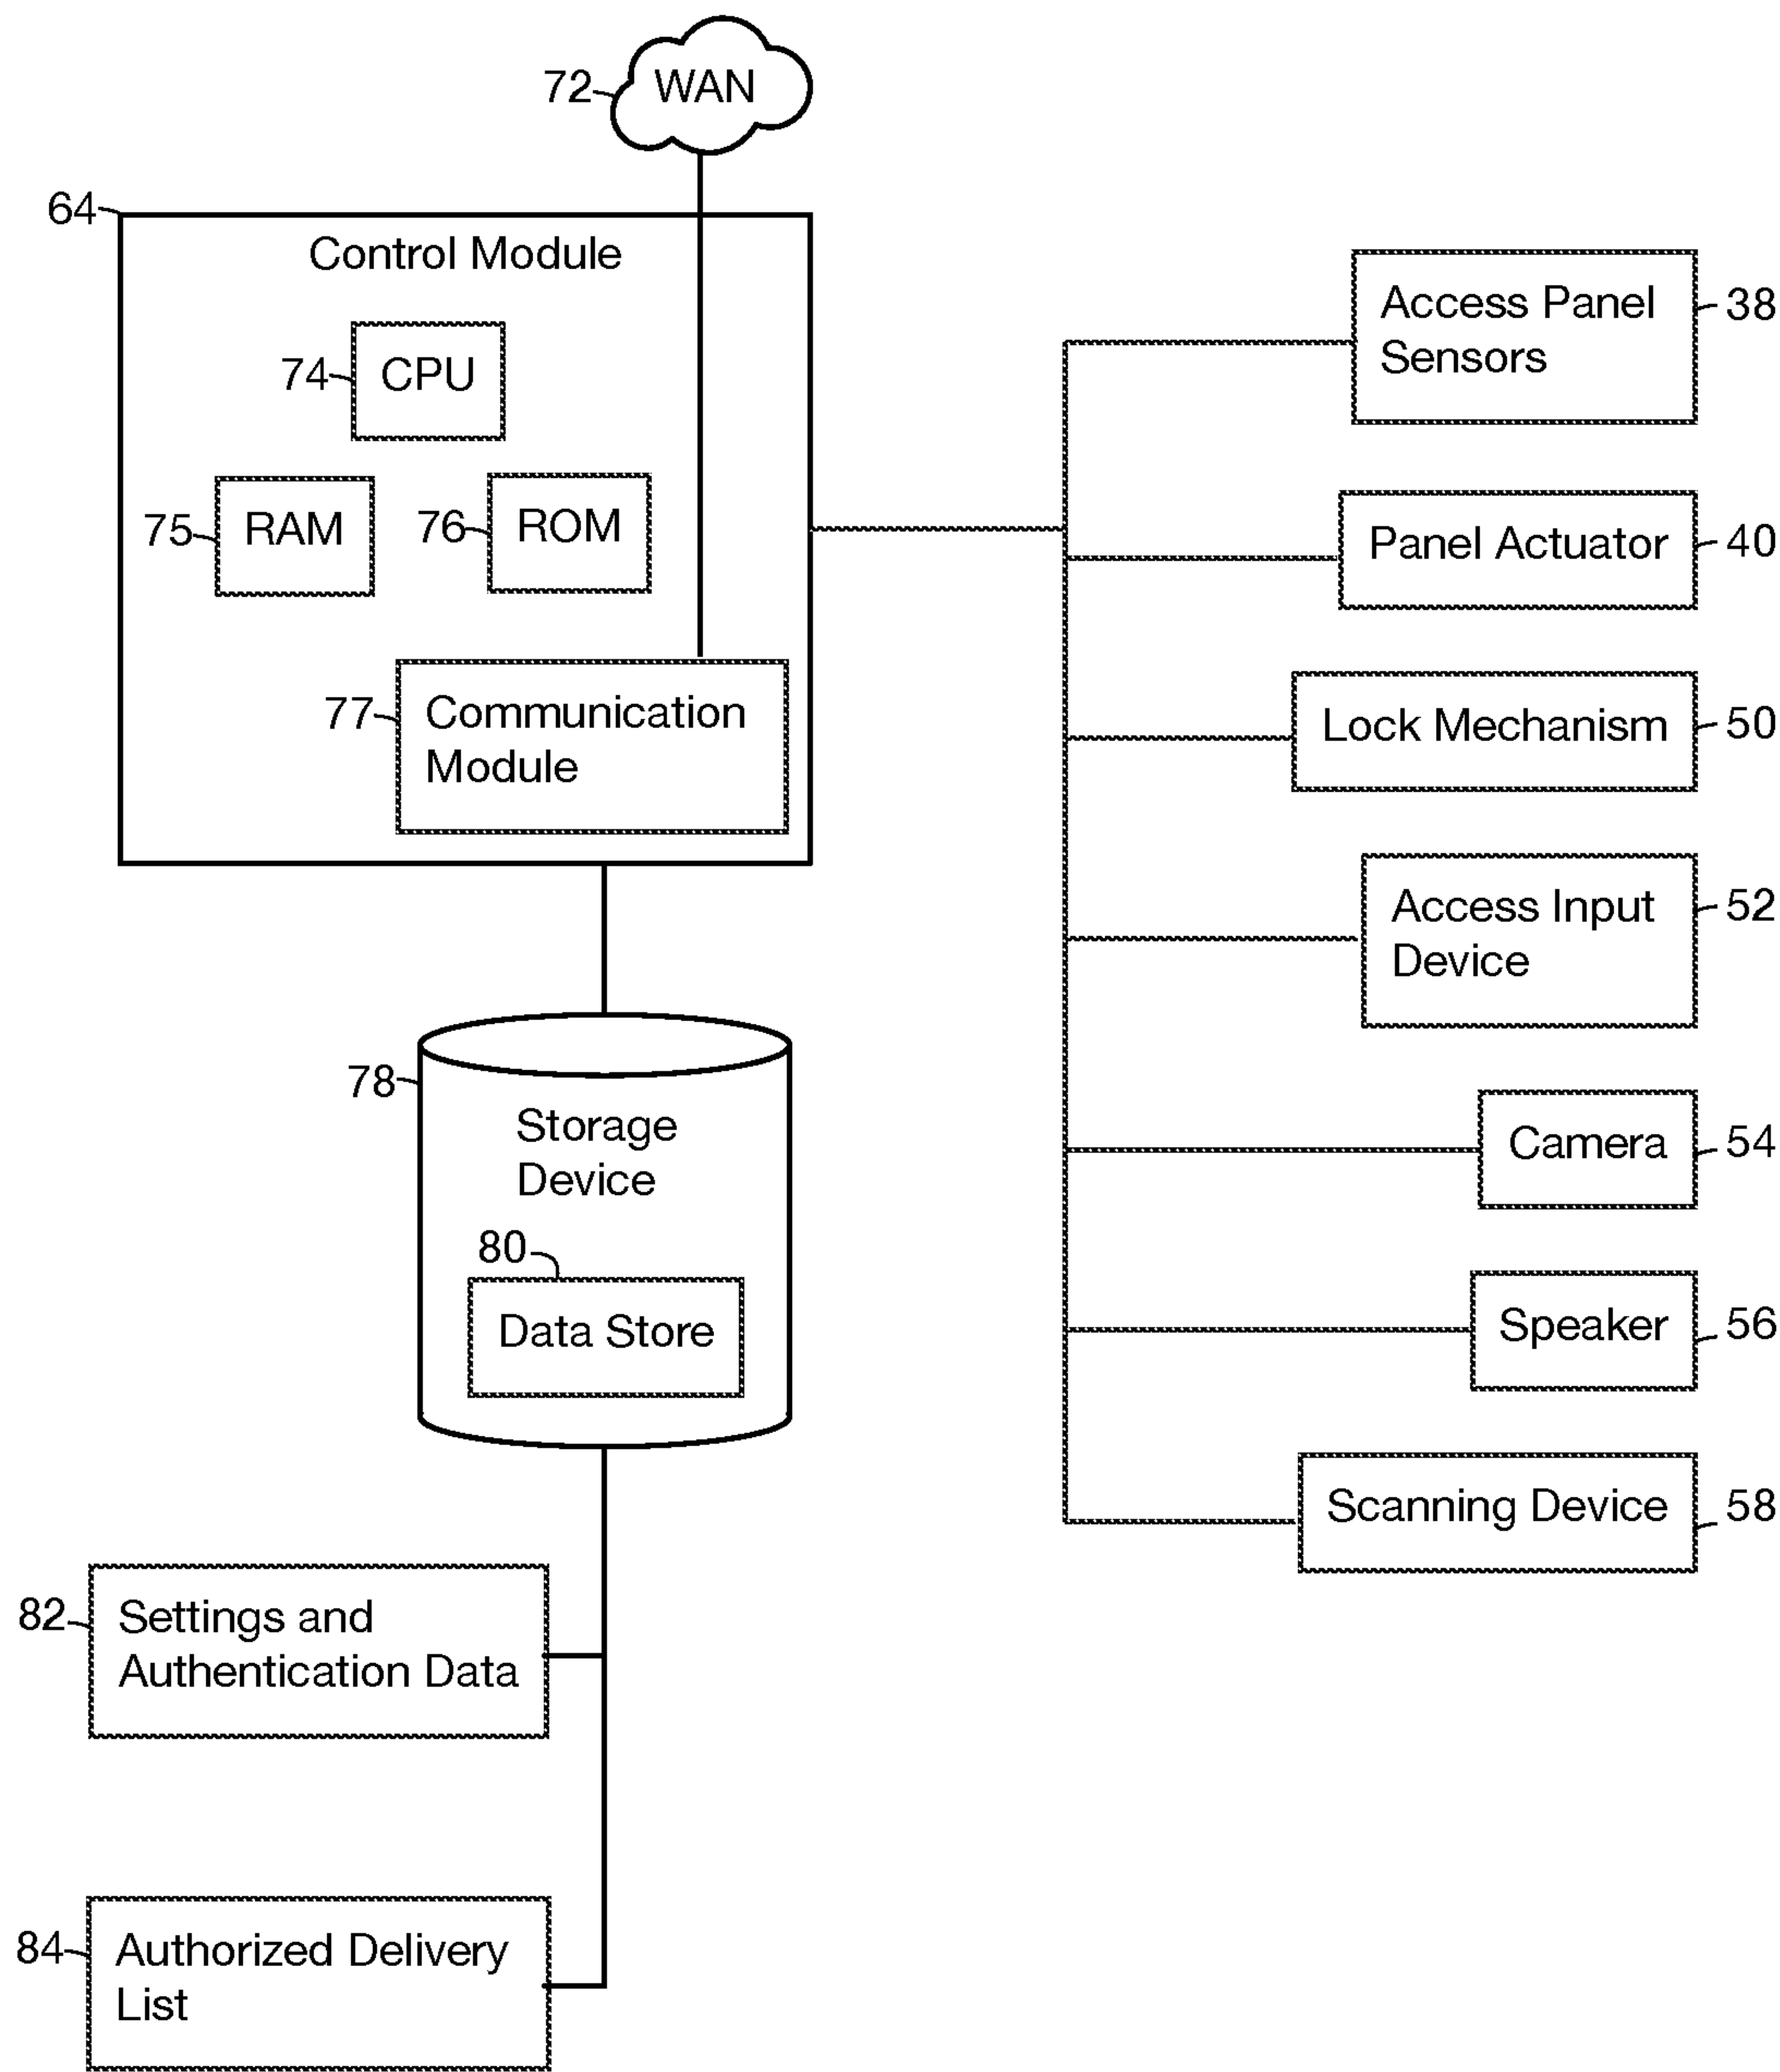 72 WAN
64
Control Module
74 CPU
75 RAM
76 ROM
77 Communication
Module
78
Storage
Device
80
Data Store
82 Settings and
Authentication Data
84 Authorized Delivery
List
Access Panel 38
Sensors
Panel Actuator 40
Lock Mechanism 50
Access Input 52
Device
Camera 54
Speaker 56
Scanning Device 58